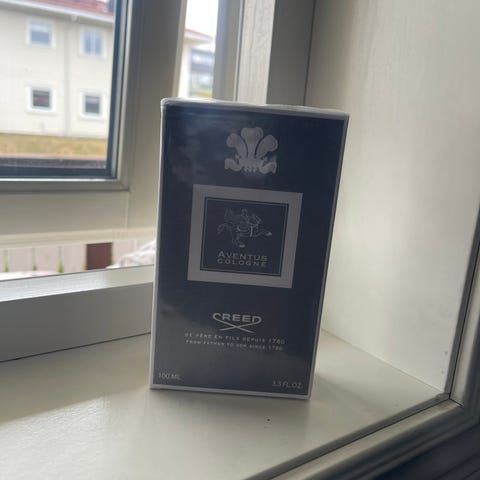 AVENTUS
COLOGNE
CREED
DE PÈRE EN FILS DEPUIS 1760
FROM FATHER TO SON SINCE 1760
100 ML
3.3 FL.OZ.